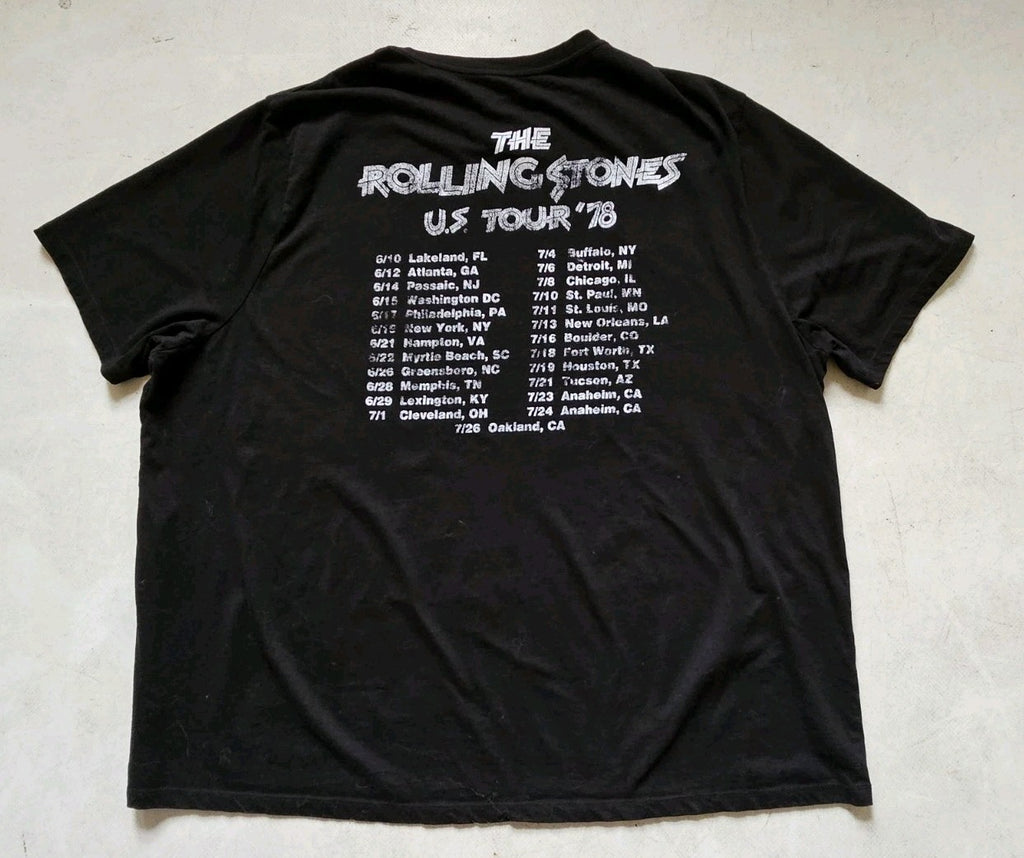 THE
ROLLING STONES
U.S. TOUR '78
6/10 Lakeland, FL
6/12 Atlanta, GA
6/14 Passaic, NJ
6/15 Washington DC
6/17 Philadelphia, PA
6/19 New York, NY
6/21 Hampton, VA
6/22 Myrtle Beach, SC
6/26 Greensboro, NC
6/28 Memphis, TN
6/29 Lexington, KY
7/1 Cleveland, OH
7/4 Buffalo, NY
7/6 Detroit, MI
7/8 Chicago, IL
7/10 St. Paul, MN
7/11 St. Louis, MO
7/13 New Orleans, LA
7/16 Boulder, CO
7/18 Fort Worth, TX
7/19 Houston, TX
7/21 Tucson, AZ
7/23 Anaheim, CA
7/24 Anaheim, CA
7/26 Oakland, CA